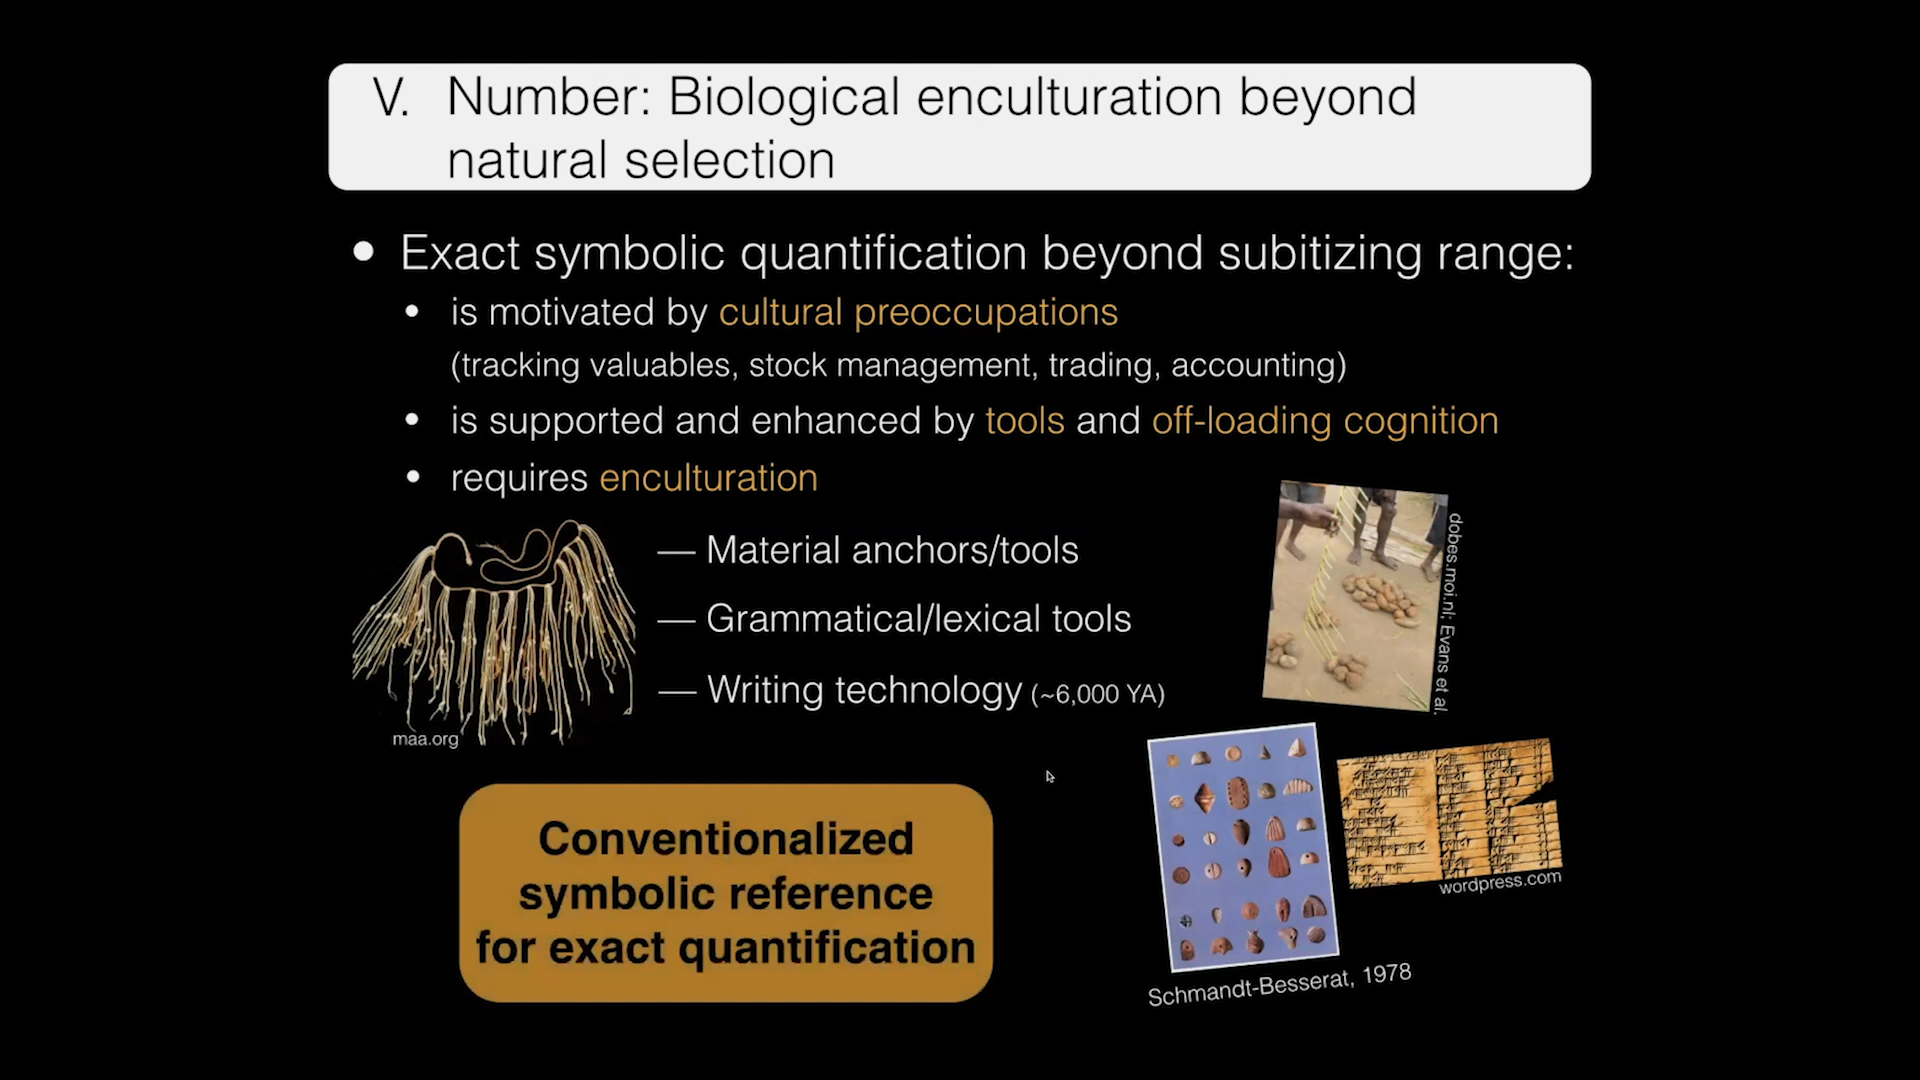 V. Number: Biological enculturation beyond
natural selection
• Exact symbolic quantification beyond subitizing range:
• is motivated by cultural preoccupations
(tracking valuables, stock management, trading, accounting)
• is supported and enhanced by tools and off-loading cognition
• requires enculturation
— Material anchors/tools
— Grammatical/lexical tools
— Writing technology (~6,000 YA)
maa.org
dobes.moi.nl; Evans et al.
Conventionalized
symbolic reference
for exact quantification
wordpress.com
Schmandt-Besserat, 1978